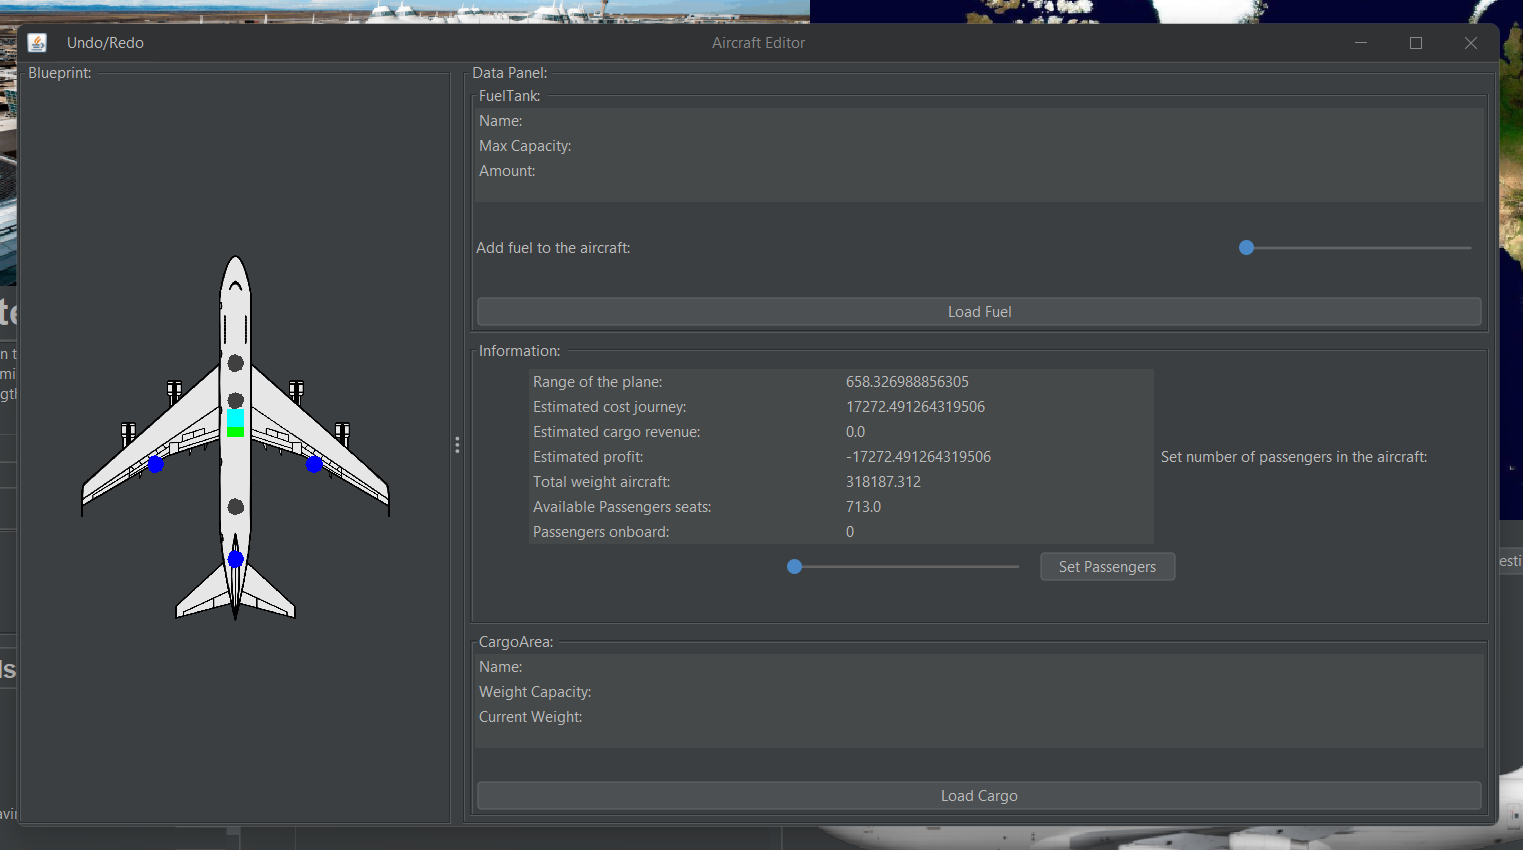 Undo/Redo
Aircraft Editor
Blueprint:
Data Panel:
FuelTank:
Name:
Max Capacity:
Amount:
Add fuel to the aircraft:
Load Fuel
Information:
Range of the plane: 658.326988856305
Estimated cost journey: 17272.491264319506
Estimated cargo revenue: 0.0
Estimated profit: -17272.491264319506
Set number of passengers in the aircraft:
Total weight aircraft: 318187.312
Available Passengers seats: 713.0
Passengers onboard: 0
Set Passengers
CargoArea:
Name:
Weight Capacity:
Current Weight:
Load Cargo